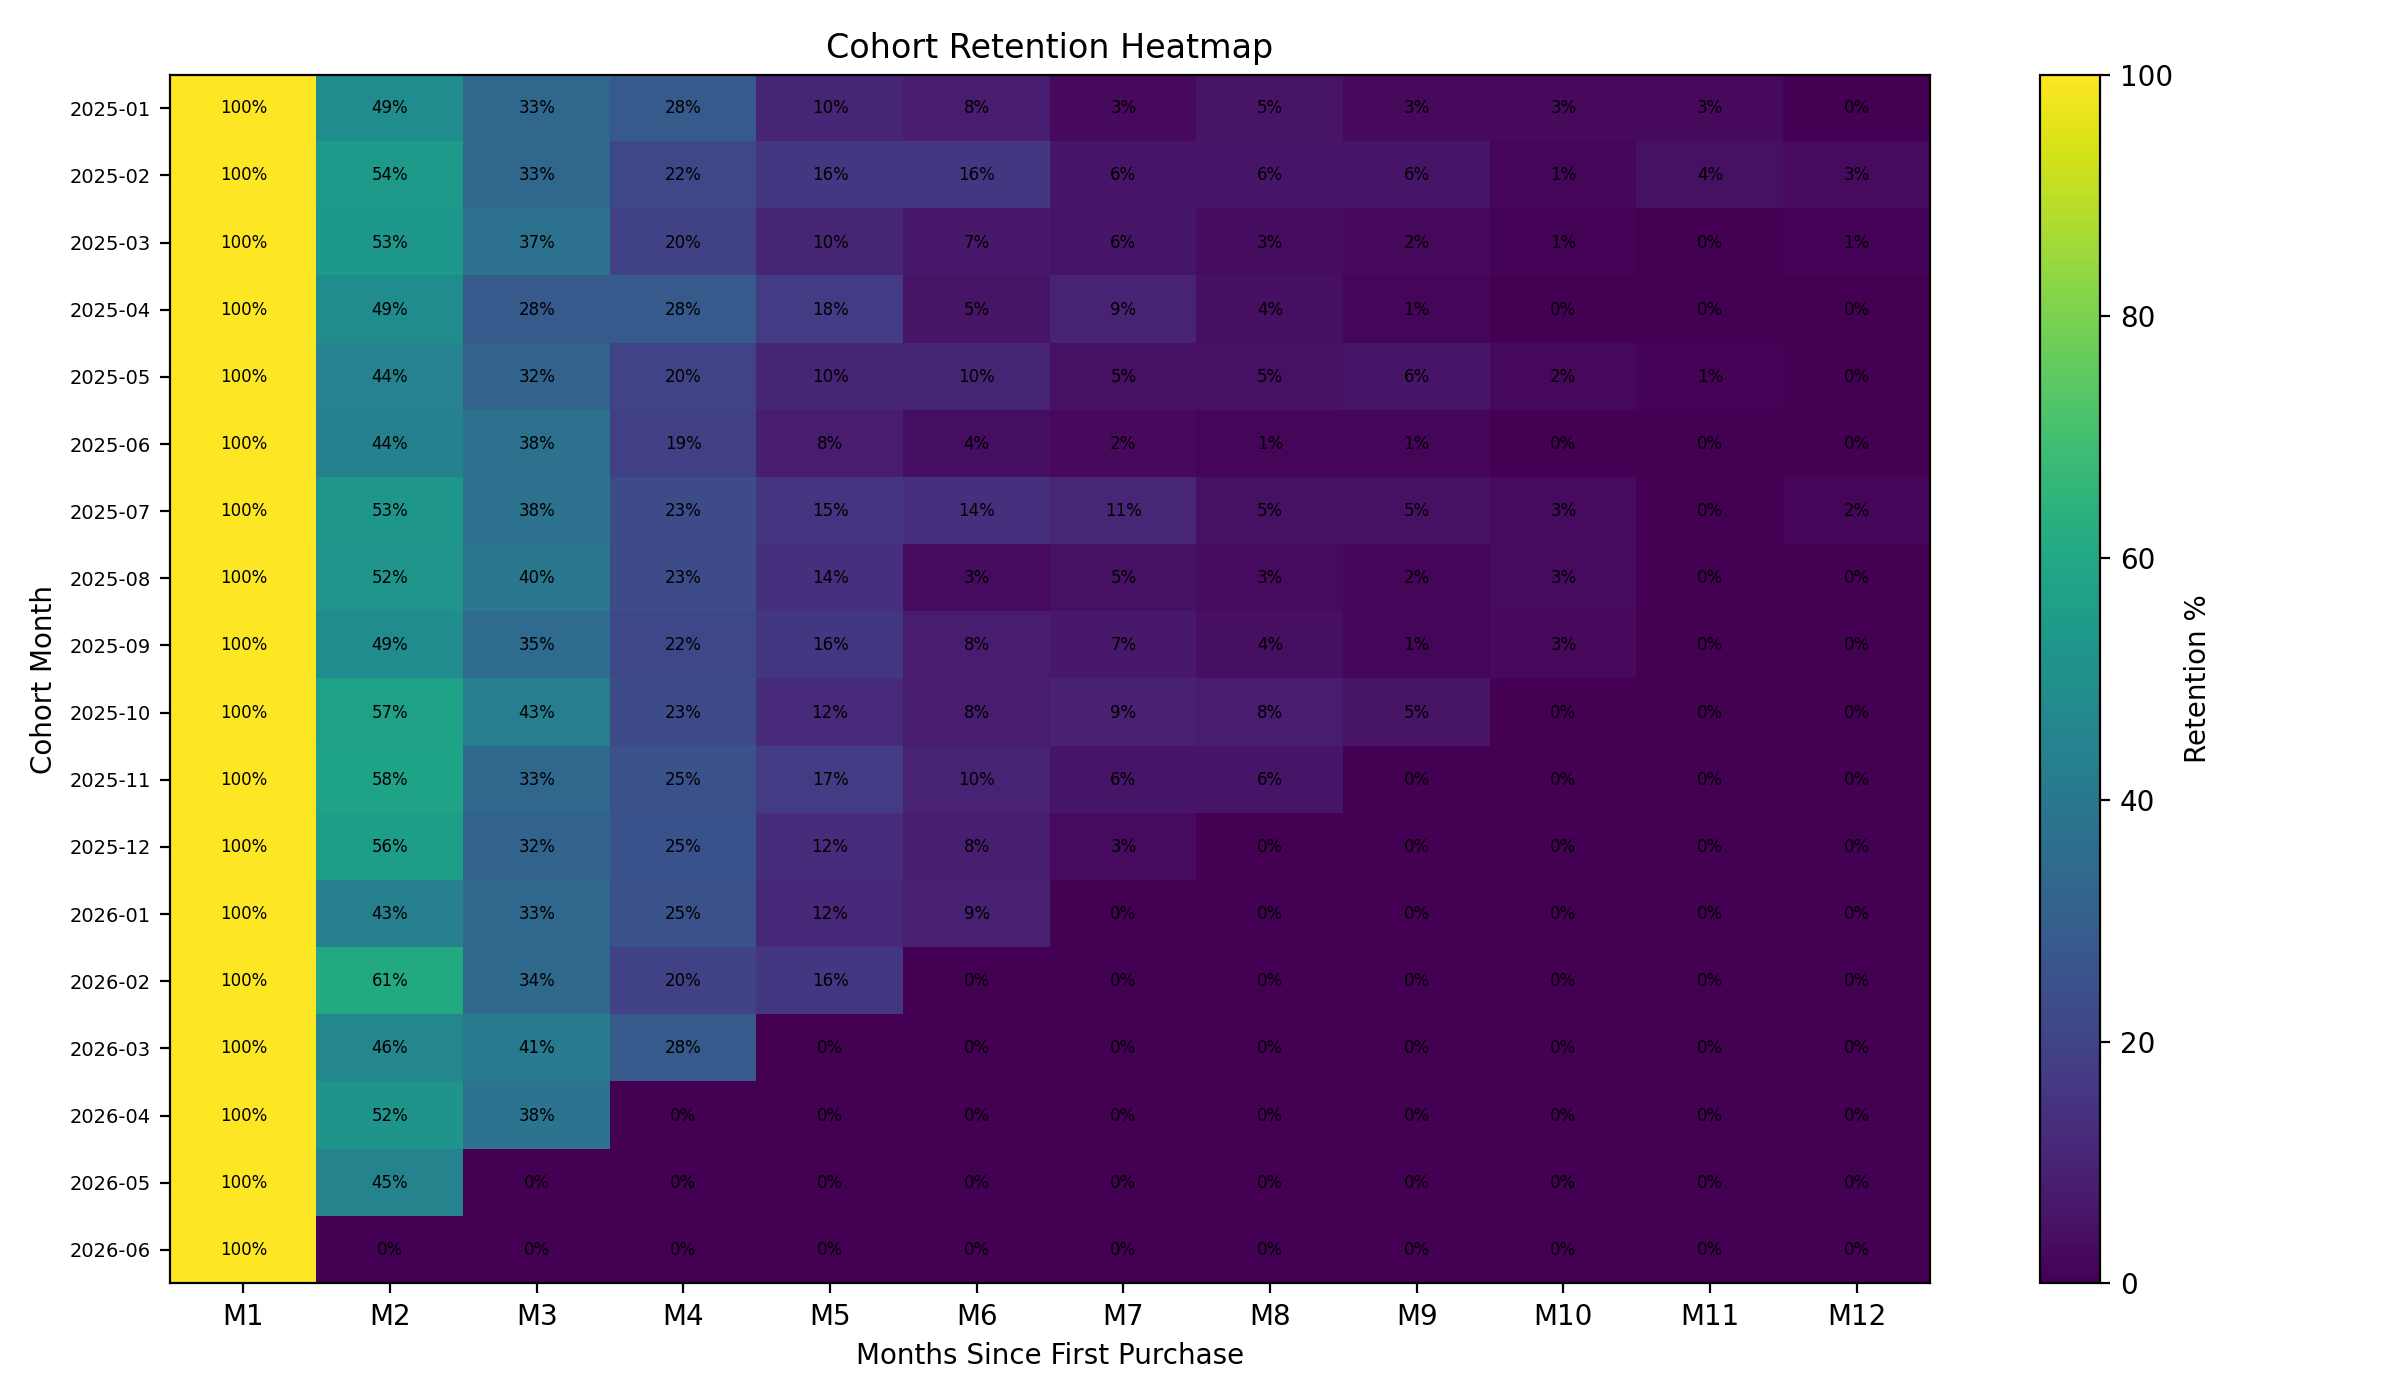 Cohort Retention Heatmap
2025-01 100% 49% 33% 28% 10% 8% 3% 5% 3% 3% 3% 0%
2025-02 100% 54% 33% 22% 16% 16% 6% 6% 6% 1% 4% 3%
2025-03 100% 53% 37% 20% 10% 7% 6% 3% 2% 1% 0% 1%
2025-04 100% 49% 28% 28% 18% 5% 9% 4% 1% 0% 0% 0%
2025-05 100% 44% 32% 20% 10% 10% 5% 5% 6% 2% 1% 0%
2025-06 100% 44% 38% 19% 8% 4% 2% 1% 1% 0% 0% 0%
2025-07 100% 53% 38% 23% 15% 14% 11% 5% 5% 3% 0% 2%
2025-08 100% 52% 40% 23% 14% 3% 5% 3% 2% 3% 0% 0%
2025-09 100% 49% 35% 22% 16% 8% 7% 4% 1% 3% 0% 0%
2025-10 100% 57% 43% 23% 12% 8% 9% 8% 5% 0% 0% 0%
2025-11 100% 58% 33% 25% 17% 10% 6% 6% 0% 0% 0% 0%
2025-12 100% 56% 32% 25% 12% 8% 3% 0% 0% 0% 0% 0%
2026-01 100% 43% 33% 25% 12% 9% 0% 0% 0% 0% 0% 0%
2026-02 100% 61% 34% 20% 16% 0% 0% 0% 0% 0% 0% 0%
2026-03 100% 46% 41% 28% 0% 0% 0% 0% 0% 0% 0% 0%
2026-04 100% 52% 38% 0% 0% 0% 0% 0% 0% 0% 0% 0%
2026-05 100% 45% 0% 0% 0% 0% 0% 0% 0% 0% 0% 0%
2026-06 100% 0% 0% 0% 0% 0% 0% 0% 0% 0% 0% 0%
M1 M2 M3 M4 M5 M6 M7 M8 M9 M10 M11 M12
Months Since First Purchase
Cohort Month
100
80
60
40
20
0
Retention %